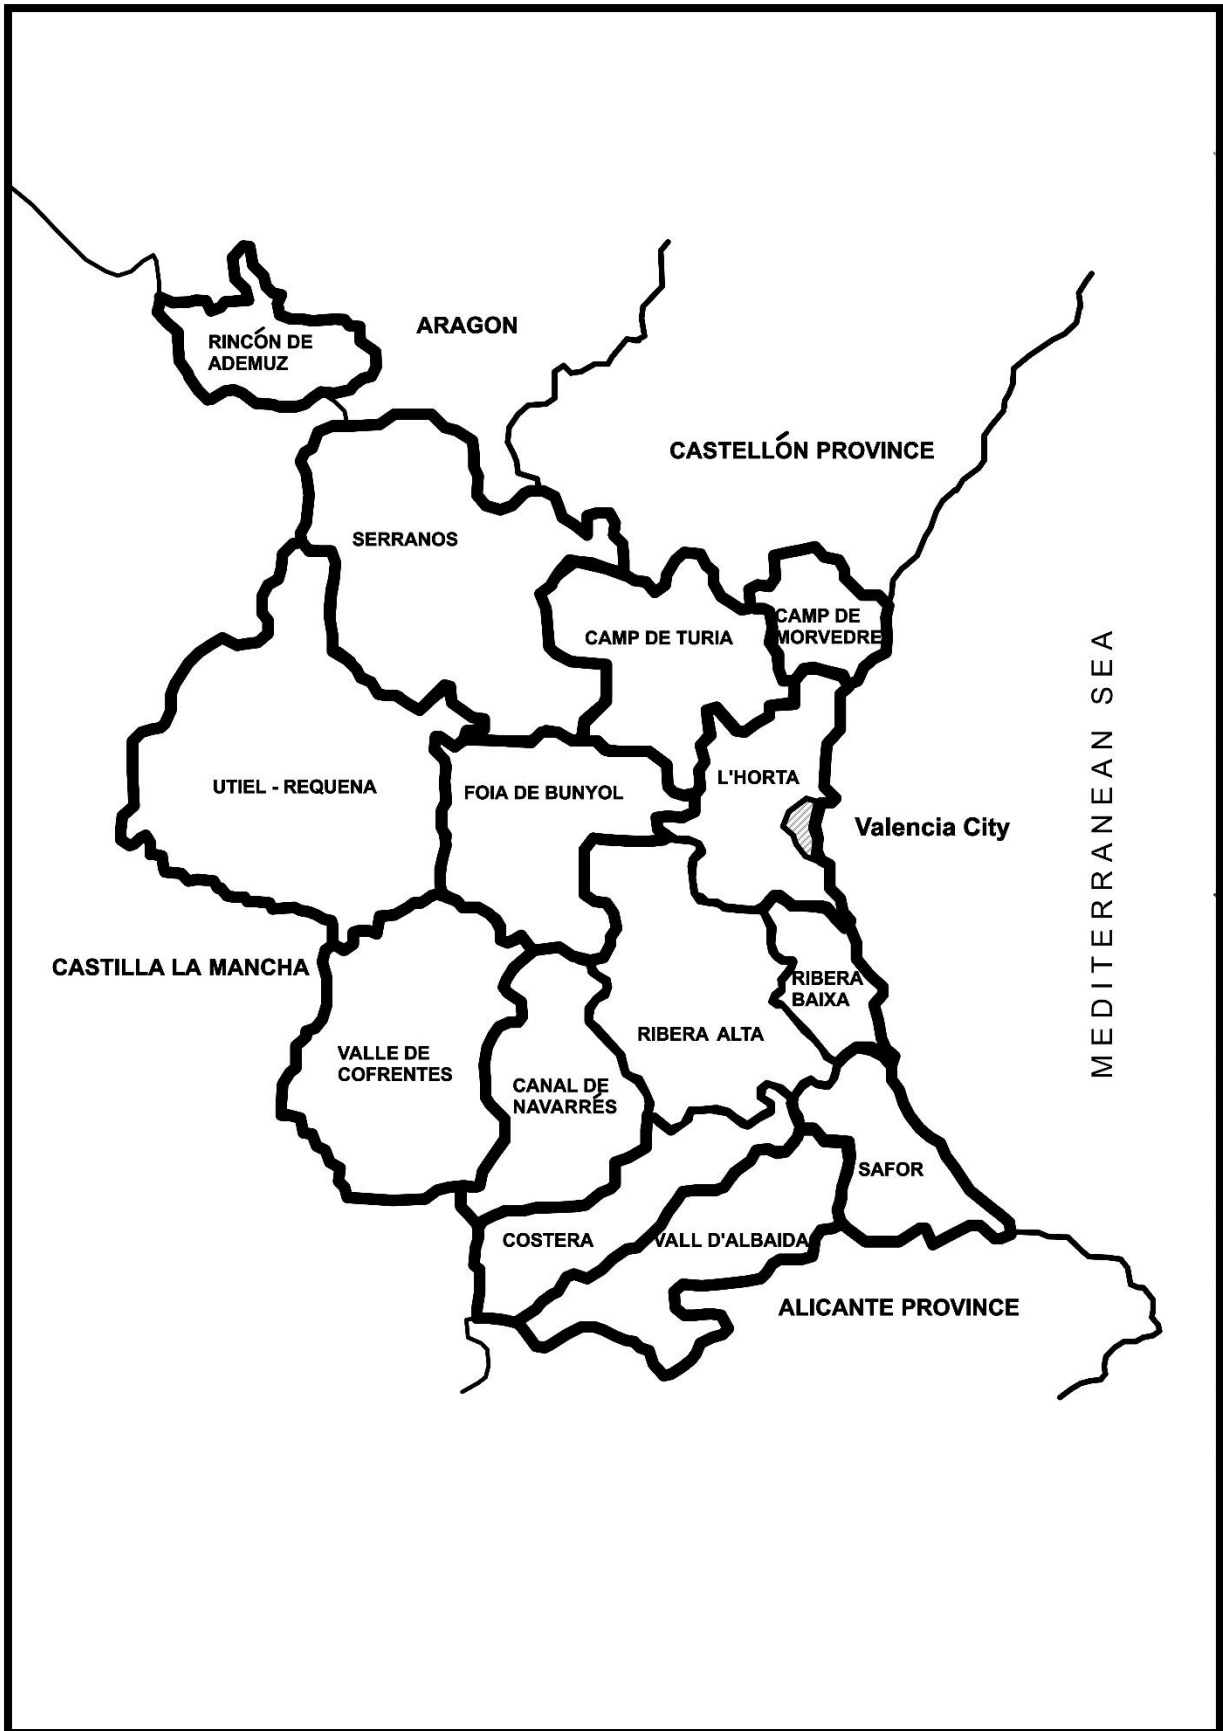 ARAGON
RINCÓN DE
ADEMUZ
CASTELLÓN PROVINCE
SERRANOS
CAMP DE
MORVEDRE
CAMP DE TURIA
MEDITERRANEAN SEA
L'HORTA
UTIEL - REQUENA
FOIA DE BUNYOL
Valencia City
CASTILLA LA MANCHA
RIBERA
BAIXA
RIBERA ALTA
VALLE DE
COFRENTES
CANAL DE
NAVARRÉS
SAFOR
COSTERA
VALL D'ALBAIDA
ALICANTE PROVINCE